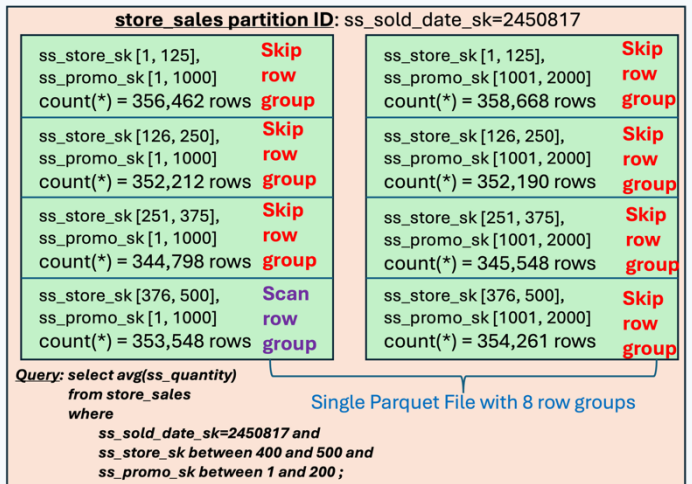 store_sales partition ID: ss_sold_date_sk=2450817
ss_store_sk [1, 125], Skip
ss_promo_sk [1, 1000] row
count(*) = 356,462 rows group
ss_store_sk [126, 250], Skip
ss_promo_sk [1, 1000] row
count(*) = 352,212 rows group
ss_store_sk [251, 375], Skip
ss_promo_sk [1, 1000] row
count(*) = 344,798 rows group
ss_store_sk [376, 500], Scan
ss_promo_sk [1, 1000] row
count(*) = 353,548 rows group
ss_store_sk [1, 125], Skip
ss_promo_sk [1001, 2000] row
count(*) = 358,668 rows group
ss_store_sk [126, 250], Skip
ss_promo_sk [1001, 2000] row
count(*) = 352,190 rows group
ss_store_sk [251, 375], Skip
ss_promo_sk [1001, 2000] row
count(*) = 345,548 rows group
ss_store_sk [376, 500], Skip
ss_promo_sk [1001, 2000] row
count(*) = 354,261 rows group
Query: select avg(ss_quantity)
from store_sales
where
ss_sold_date_sk=2450817 and
ss_store_sk between 400 and 500 and
ss_promo_sk between 1 and 200 ;
Single Parquet File with 8 row groups